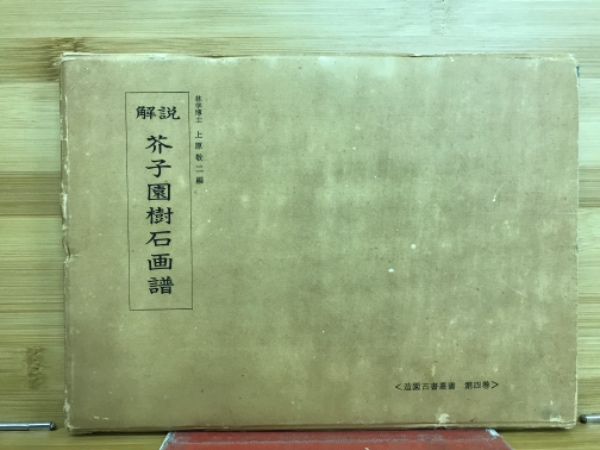 林学博士 上原敬二編
解説
芥子園樹石画譜
＜造園古書叢書 第四巻＞